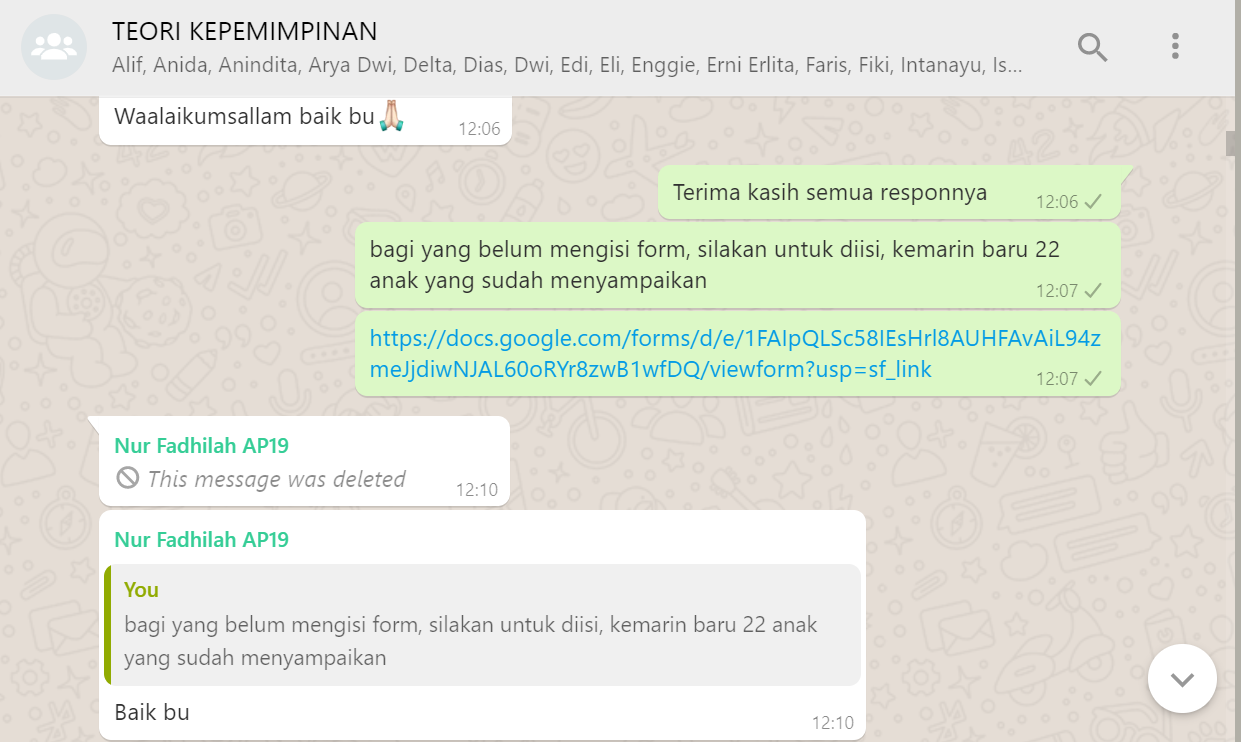 TEORI KEPEMIMPINAN
Alif, Anida, Anindita, Arya Dwi, Delta, Dias, Dwi, Edi, Eli, Enggie, Erni Erlita, Faris, Fiki, Intanayu, Is...
Waalaikumsallam baik bu🙏🏻
12:06
Terima kasih semua responnya
12:06
bagi yang belum mengisi form, silakan untuk diisi, kemarin baru 22
anak yang sudah menyampaikan
12:07
https://docs.google.com/forms/d/e/1FAIpQLSc58IEsHrl8AUHFAvAiL94z
meJjdiwNJAL60oRYr8zwB1wfDQ/viewform?usp=sf_link
12:07
Nur Fadhilah AP19
This message was deleted
12:10
Nur Fadhilah AP19
You
bagi yang belum mengisi form, silakan untuk diisi, kemarin baru 22 anak
yang sudah menyampaikan
Baik bu
12:10